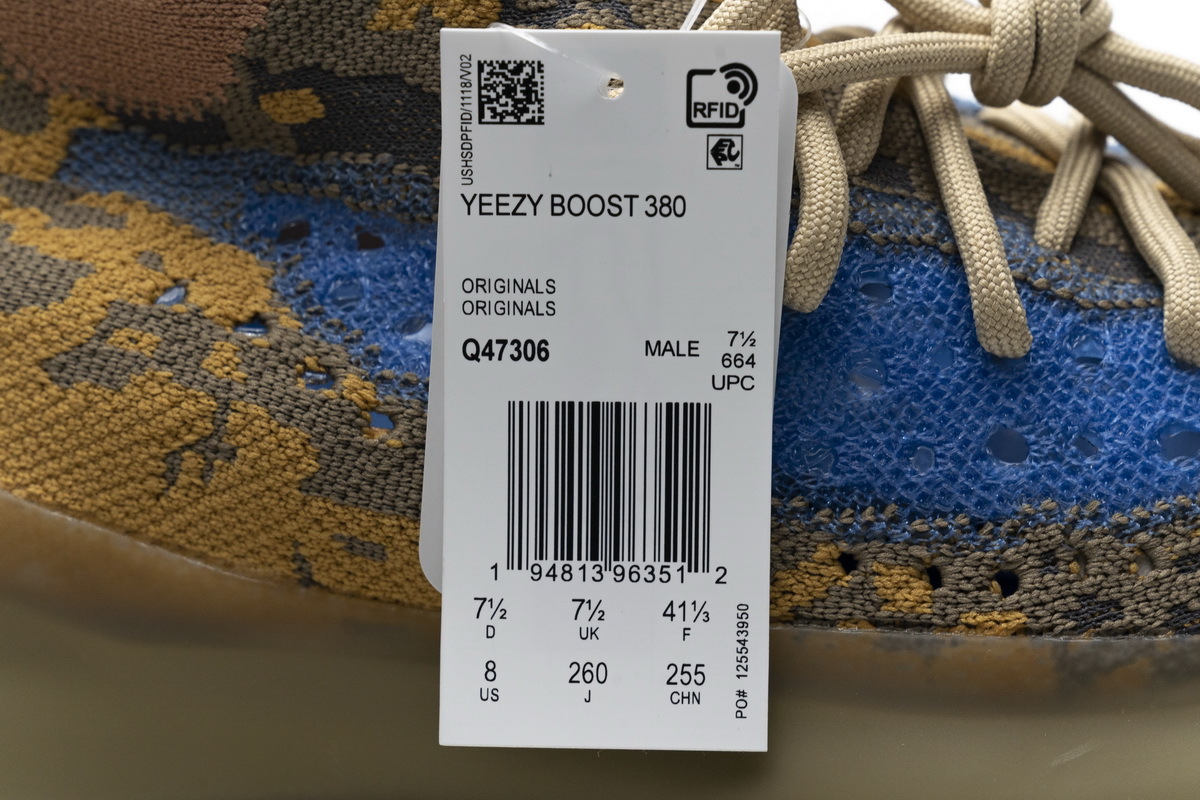 USHSDPFID/1118/V02
RFID
YEEZY BOOST 380
ORIGINALS
ORIGINALS
Q47306
MALE 7½
664
UPC
1 94813 96351 2
7½ 7½ 41⅓
D UK F
8 260 255
US J CHN
PO# 125543950